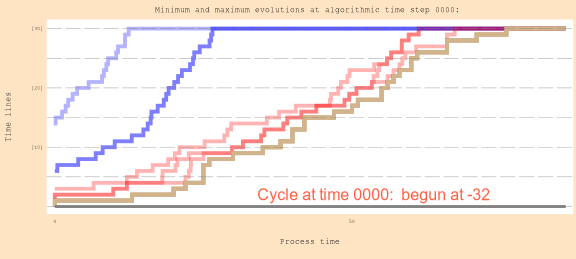 Minimum and maximum evolutions at algorithmic time step 0000:
[30]
[20]
[10]
Time lines
Cycle at time 0000: begun at -32
0
50
Process time